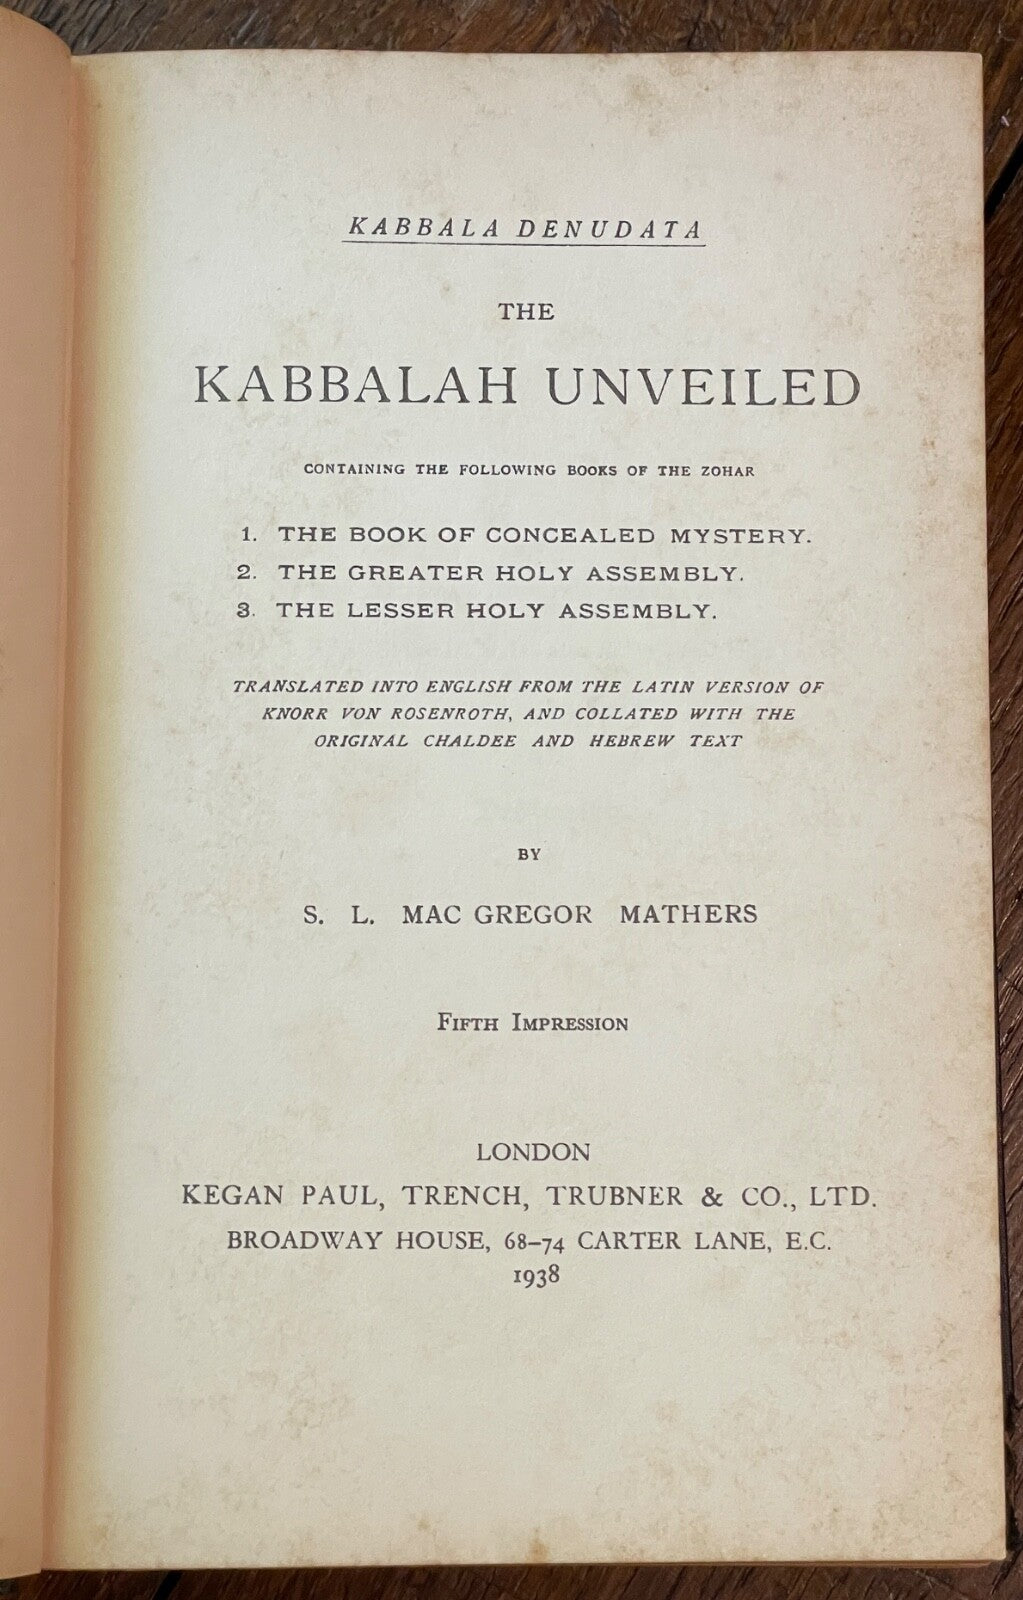 KABBALA DENUDATA
THE
KABBALAH UNVEILED
CONTAINING THE FOLLOWING BOOKS OF THE ZOHAR
1. THE BOOK OF CONCEALED MYSTERY.
2. THE GREATER HOLY ASSEMBLY.
3. THE LESSER HOLY ASSEMBLY.
TRANSLATED INTO ENGLISH FROM THE LATIN VERSION OF
KNORR VON ROSENROTH, AND COLLATED WITH THE
ORIGINAL CHALDEE AND HEBREW TEXT
BY
S. L. MAC GREGOR MATHERS
FIFTH IMPRESSION
LONDON
KEGAN PAUL, TRENCH, TRUBNER & CO., LTD.
BROADWAY HOUSE, 68–74 CARTER LANE, E.C.
1938